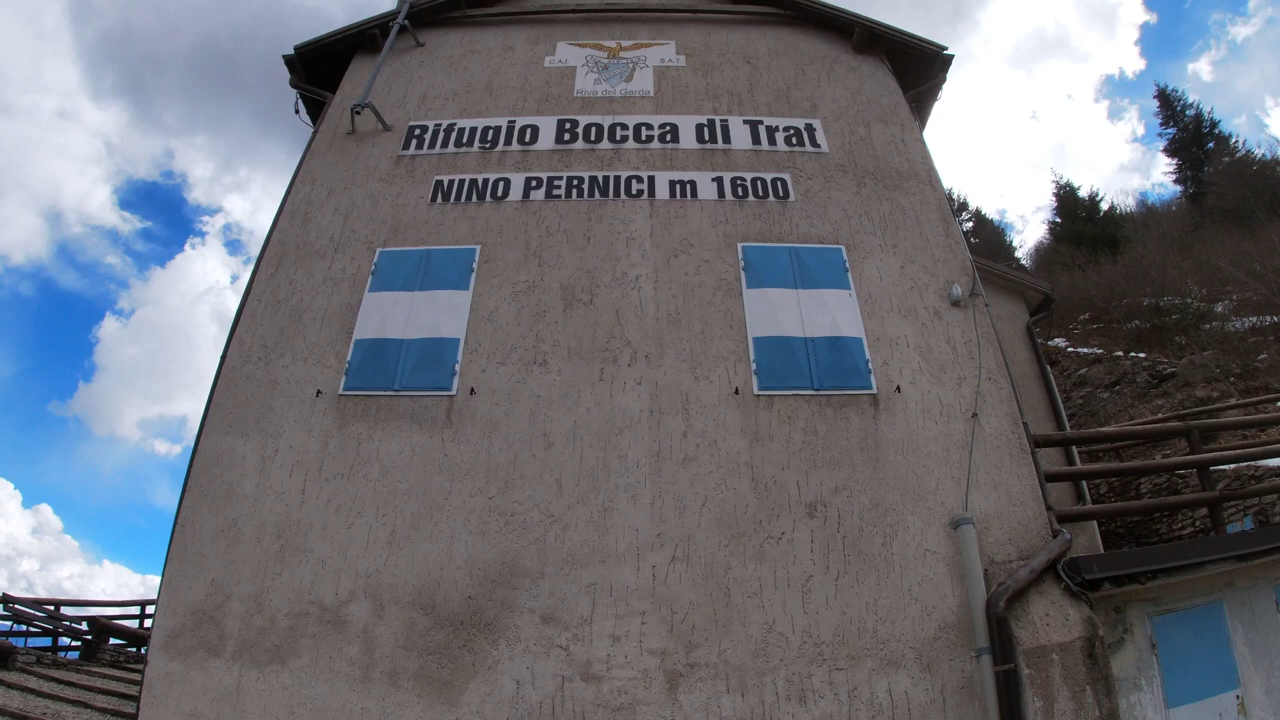 C.A.I. S.A.T.
Riva del Garda
Rifugio Bocca di Trat
NINO PERNICI m 1600